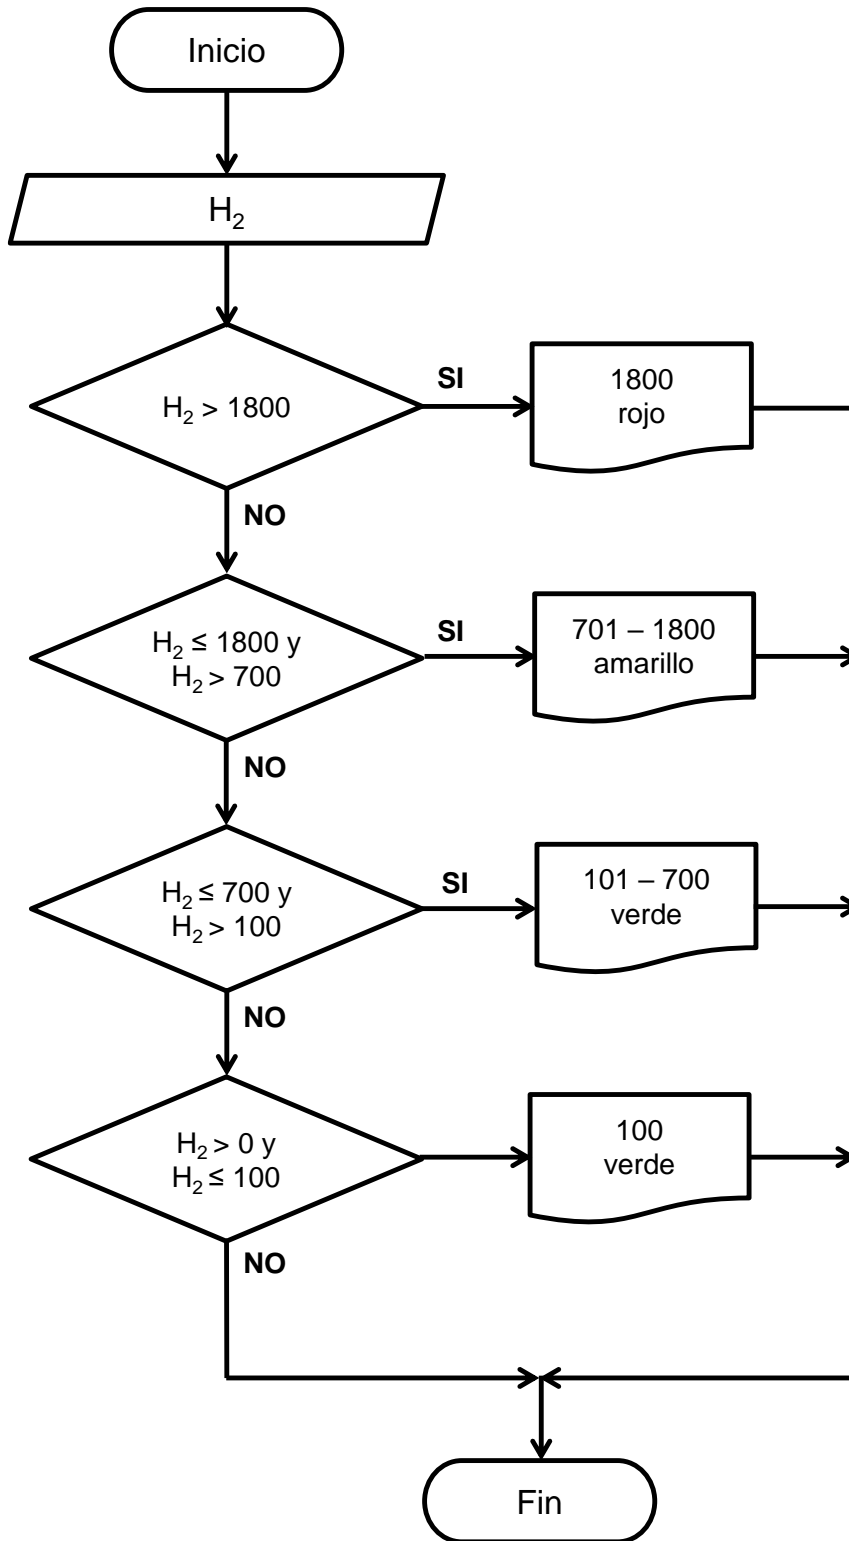 Inicio
H₂
H₂ > 1800
SI
1800
rojo
NO
H₂ ≤ 1800 y
H₂ > 700
SI
701 – 1800
amarillo
NO
H₂ ≤ 700 y
H₂ > 100
SI
101 – 700
verde
NO
H₂ > 0 y
H₂ ≤ 100
100
verde
NO
Fin